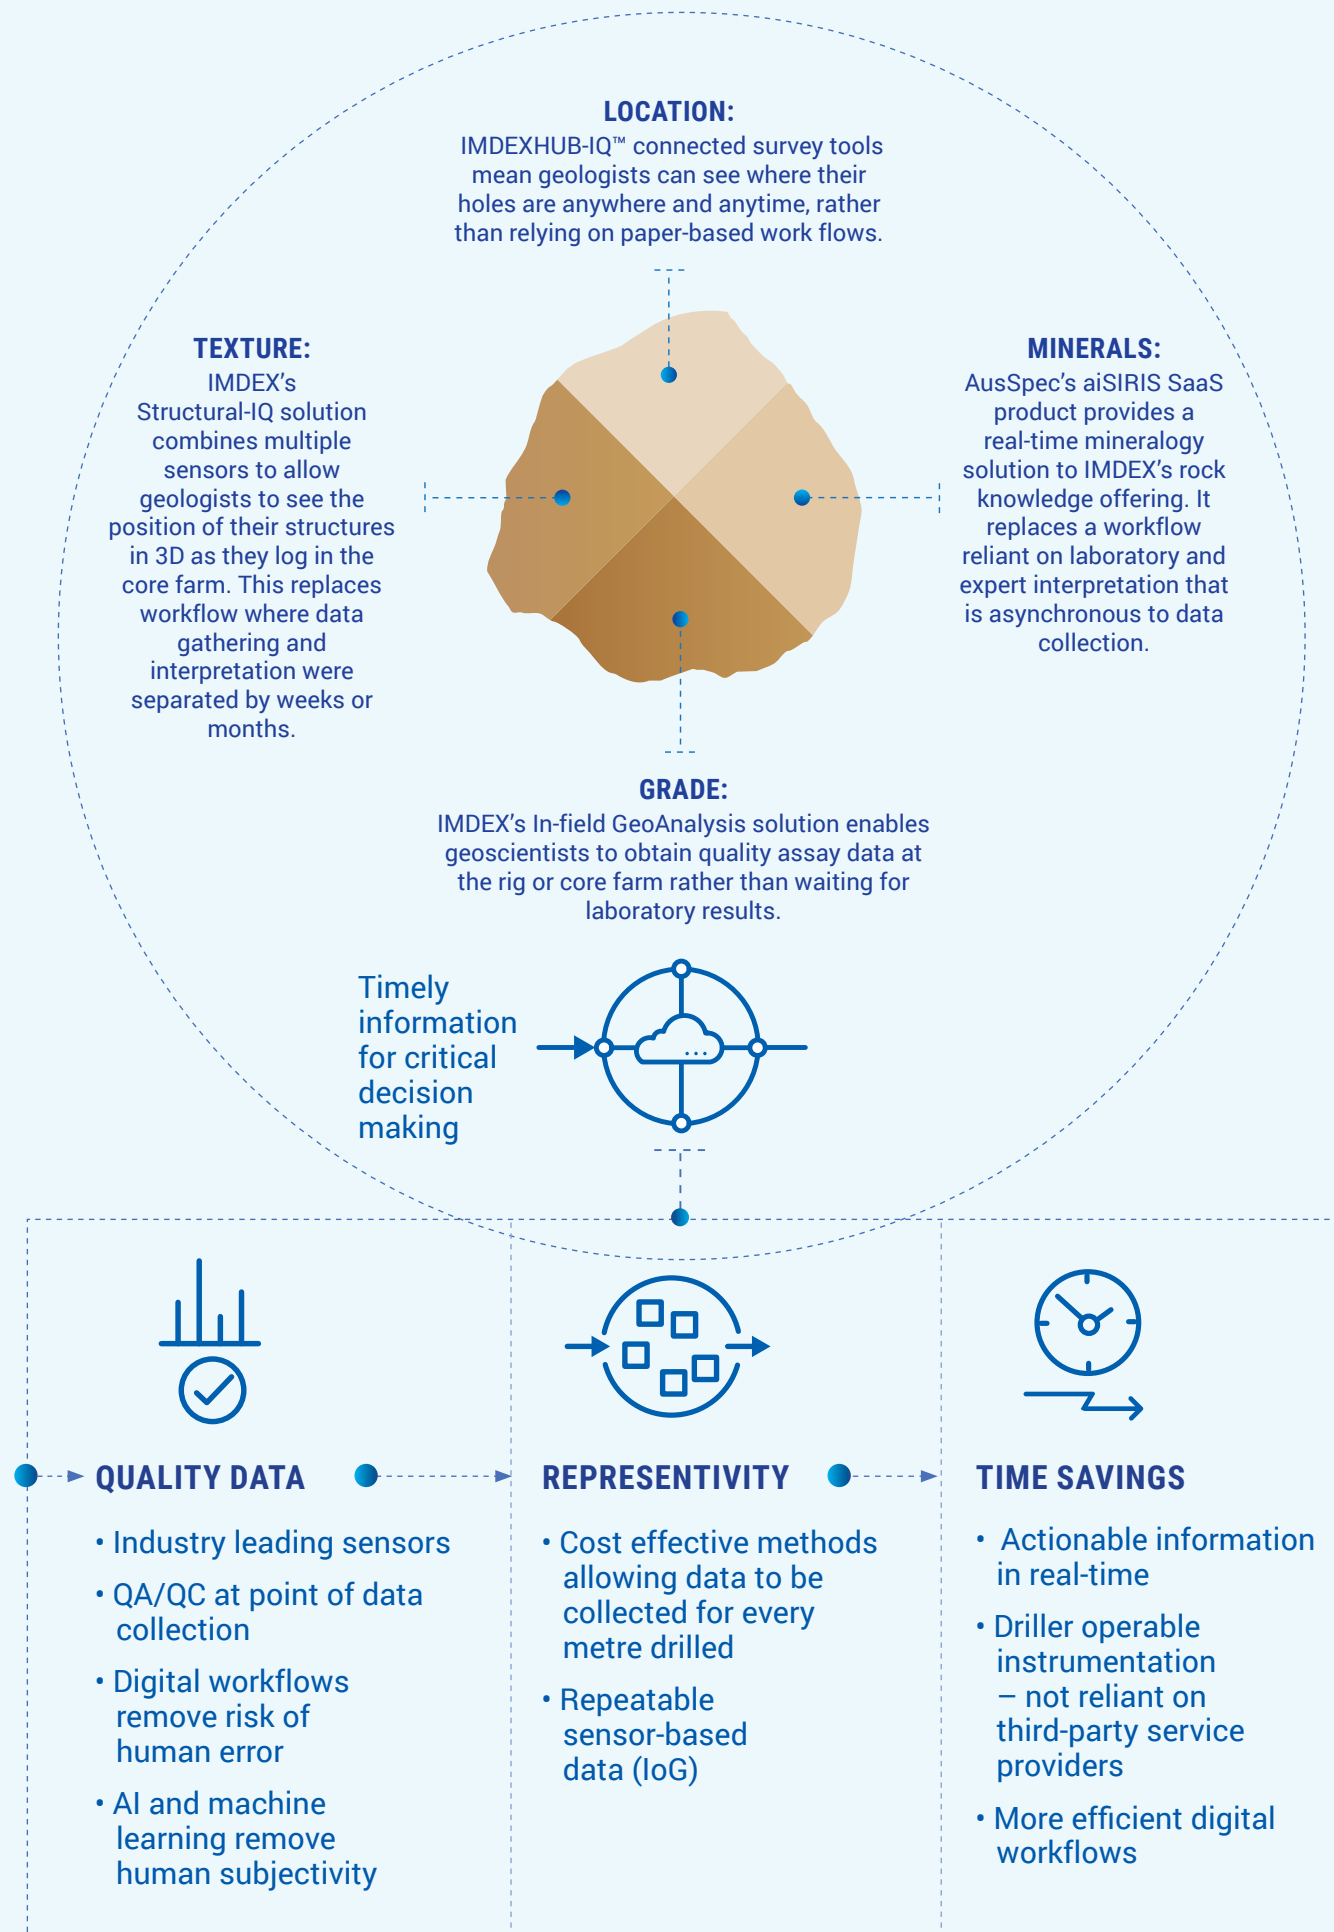 LOCATION:
IMDEXHUB-IQ™ connected survey tools
mean geologists can see where their
holes are anywhere and anytime, rather
than relying on paper-based work flows.
TEXTURE:
IMDEX's
Structural-IQ solution
combines multiple
sensors to allow
geologists to see the
position of their structures
in 3D as they log in the
core farm. This replaces
workflow where data
gathering and
interpretation were
separated by weeks or
months.
MINERALS:
AusSpec's aiSIRIS SaaS
product provides a
real-time mineralogy
solution to IMDEX's rock
knowledge offering. It
replaces a workflow
reliant on laboratory and
expert interpretation that
is asynchronous to data
collection.
GRADE:
IMDEX's In-field GeoAnalysis solution enables
geoscientists to obtain quality assay data at
the rig or core farm rather than waiting for
laboratory results.
Timely
information
for critical
decision
making
QUALITY DATA
• Industry leading sensors
• QA/QC at point of data
collection
• Digital workflows
remove risk of
human error
• AI and machine
learning remove
human subjectivity
REPRESENTIVITY
• Cost effective methods
allowing data to be
collected for every
metre drilled
• Repeatable
sensor-based
data (IoG)
TIME SAVINGS
• Actionable information
in real-time
• Driller operable
instrumentation
– not reliant on
third-party service
providers
• More efficient digital
workflows